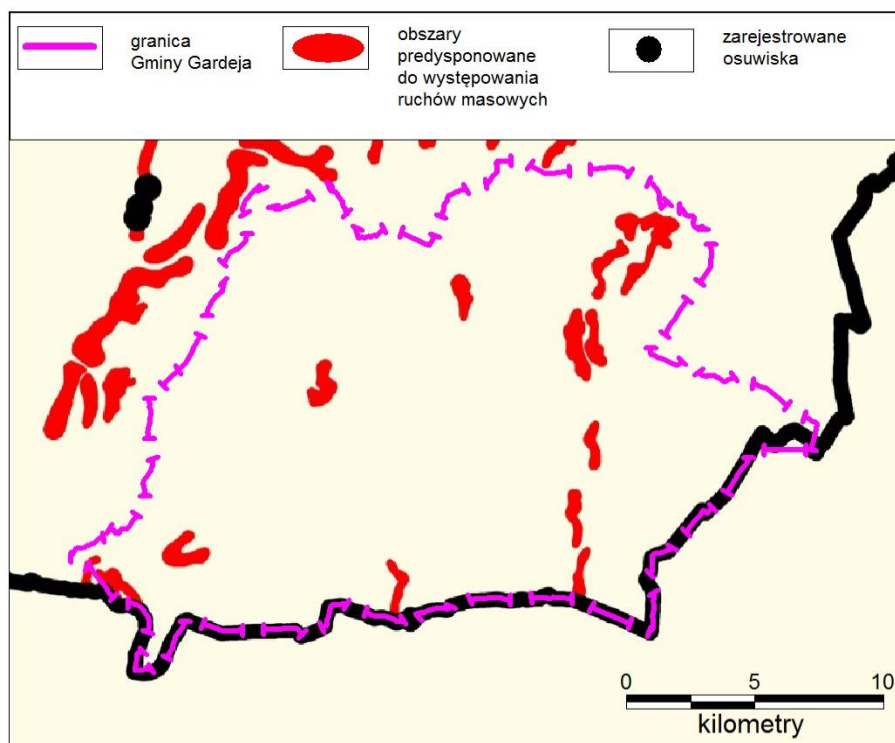 granica
Gminy Gardeja
obszary
predysponowane
do występowania
ruchów masowych
zarejestrowane
osuwiska
0 5 10
kilometry